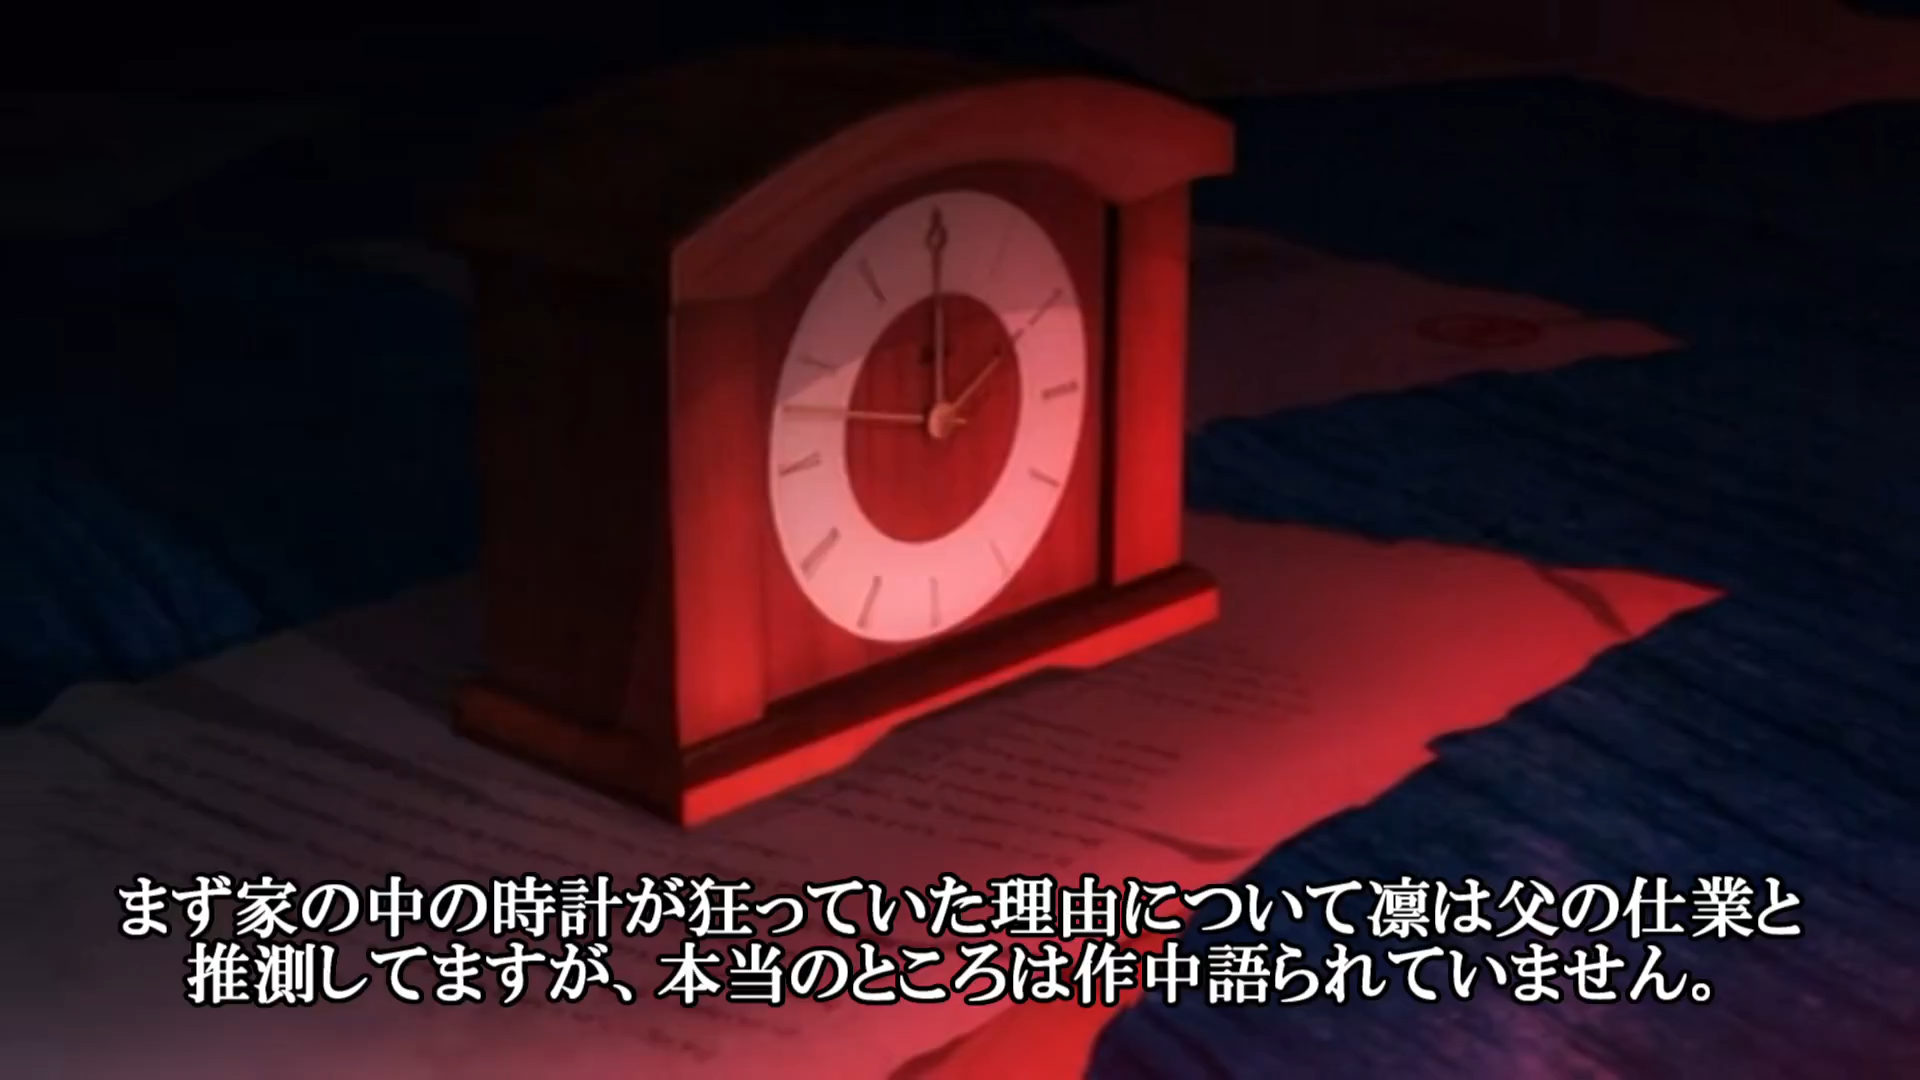 まず家の中の時計が狂っていた理由について凛は父の仕業と
推測してますが、本当のところは作中語られていません。